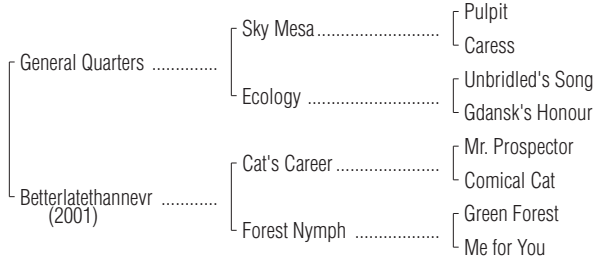 Pulpit
Sky Mesa..............................
Caress
General Quarters ..............
Unbridled's Song
Ecology ...............................
Gdansk's Honour
Mr. Prospector
Cat's Career.........................
Comical Cat
Betterlatethannevr ............
(2001)
Green Forest
Forest Nymph ....................
Me for You